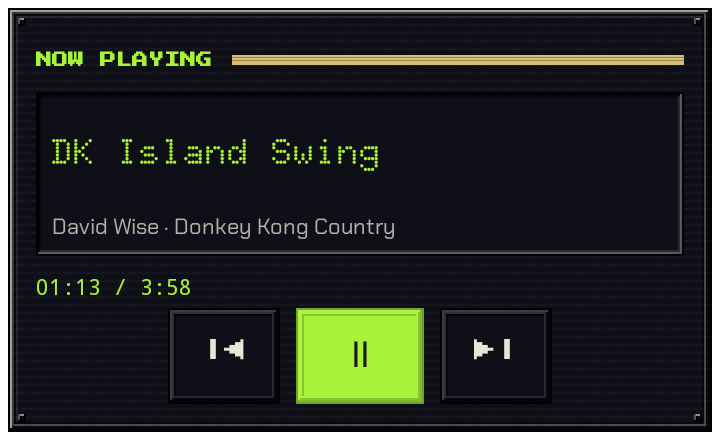 NOW PLAYING
DK Island Swing
David Wise · Donkey Kong Country
01:13 / 3:58